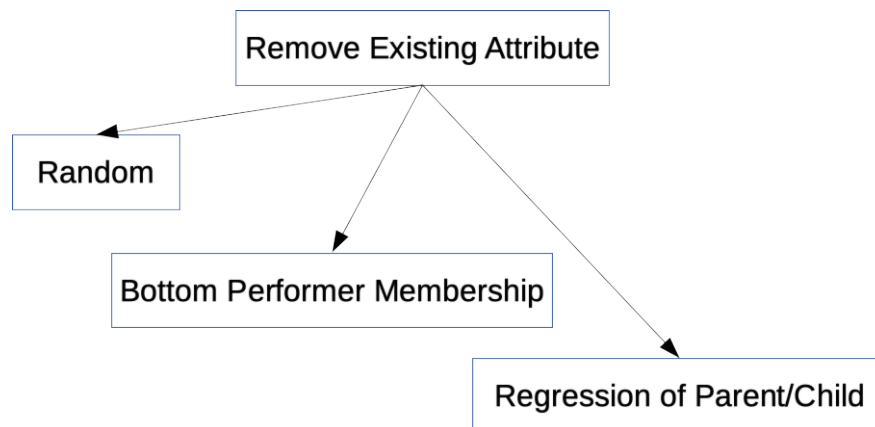 Remove Existing Attribute
Random
Bottom Performer Membership
Regression of Parent/Child